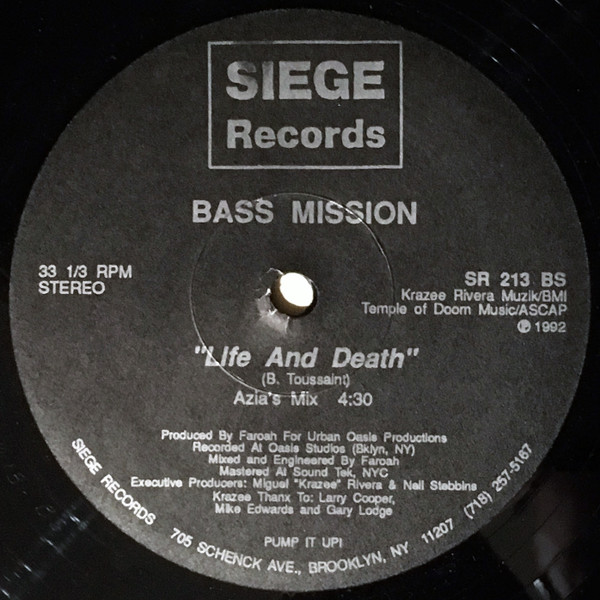 SIEGE
Records
BASS MISSION
33 1/3 RPM
STEREO
SR 213 BS
Krazee Rivera Muzik/BMI
Temple of Doom Music/ASCAP
℗ 1992
"Life And Death"
(B. Toussaint)
Azia's Mix 4:30
Produced By Faroah For Urban Oasis Productions
Recorded At Oasis Studios (Bklyn, NY)
Mixed and Engineered By Faroah
Mastered At Sound Tek, NYC
Executive Producers: Miguel "Krazee" Rivera & Neil Stebbins
Krazee Thanx To: Larry Cooper,
Mike Edwards and Gary Lodge
PUMP IT UP!
SIEGE RECORDS 705 SCHENCK AVE., BROOKLYN, NY 11207 (718) 257-5167